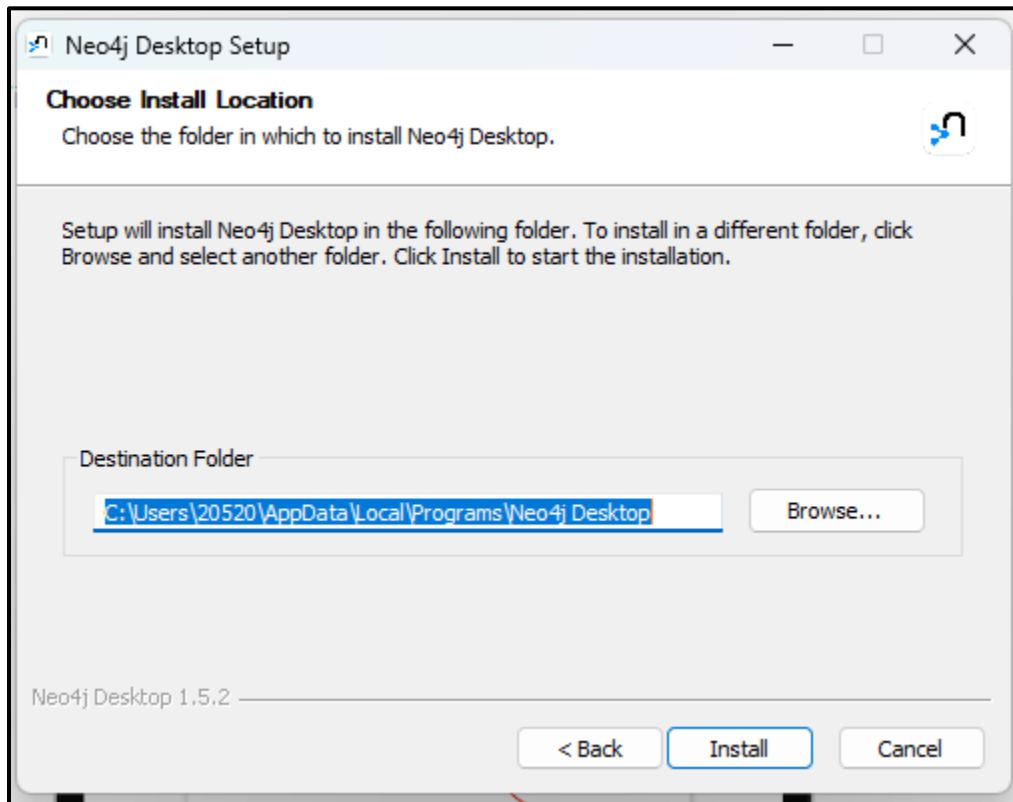 Neo4j Desktop Setup
Choose Install Location
Choose the folder in which to install Neo4j Desktop.
Setup will install Neo4j Desktop in the following folder. To install in a different folder, click
Browse and select another folder. Click Install to start the installation.
Destination Folder
C:\Users\20520\AppData\Local\Programs\Neo4j Desktop
Browse...
Neo4j Desktop 1.5.2
< Back
Install
Cancel